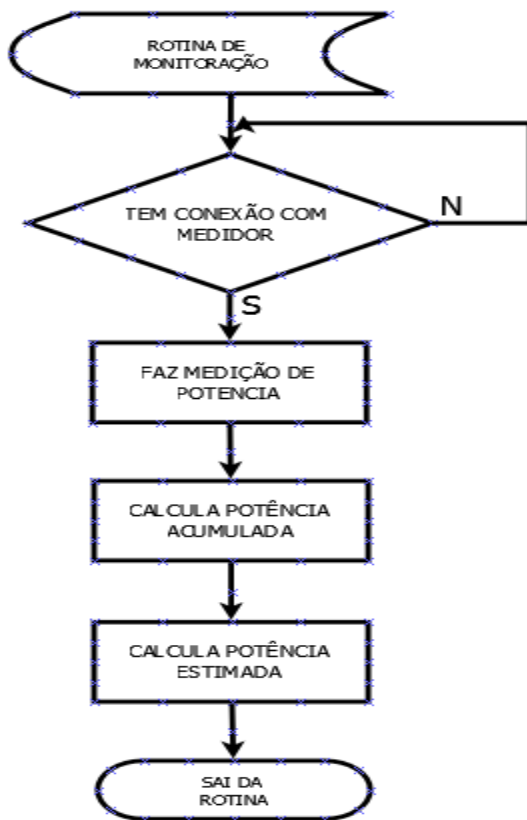 ROTINA DE
MONITORAÇÃO
TEM CONEXÃO COM
MEDIDOR
N
S
FAZ MEDIÇÃO DE
POTENCIA
CALCULA POTÊNCIA
ACUMULADA
CALCULA POTÊNCIA
ESTIMADA
SAI DA
ROTINA